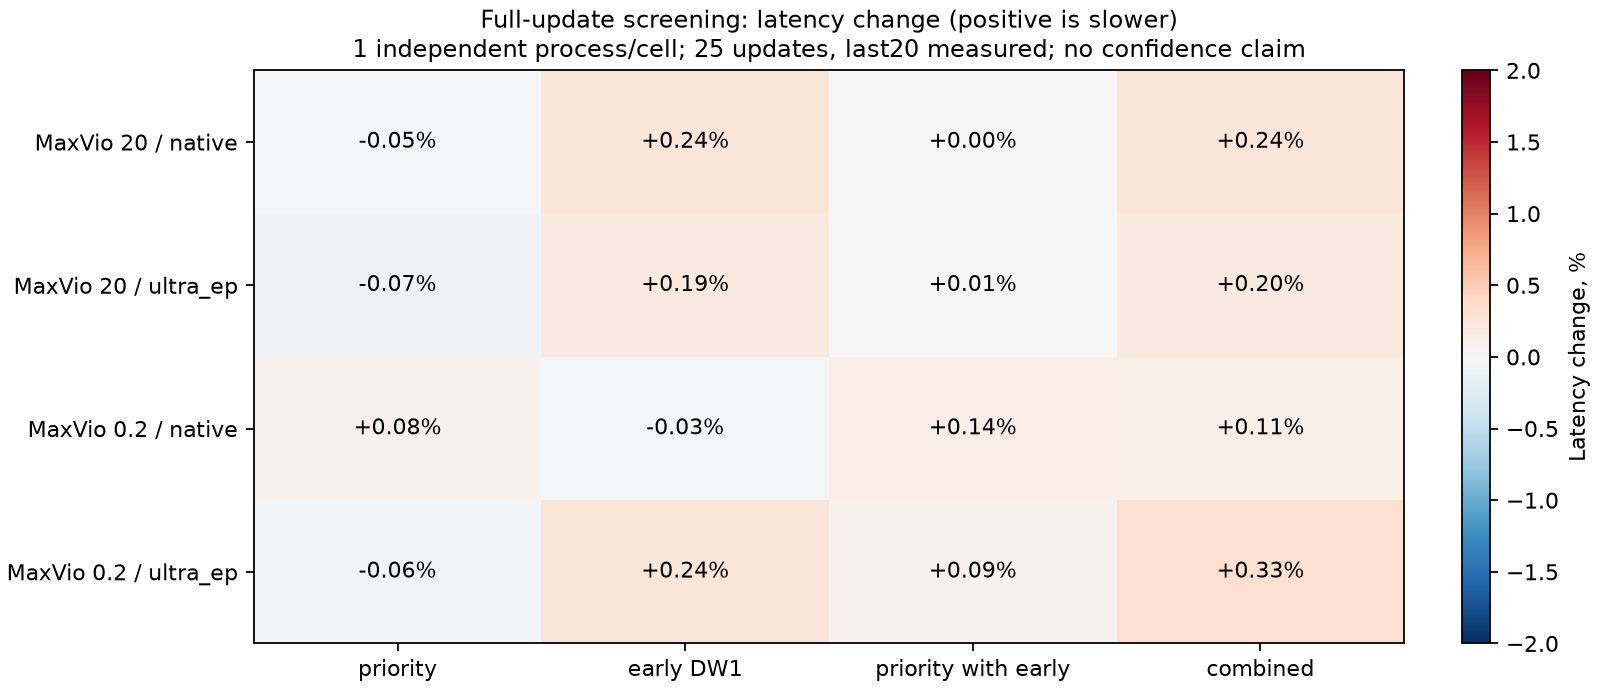 Full-update screening: latency change (positive is slower)
1 independent process/cell; 25 updates, last20 measured; no confidence claim
MaxVio 20 / native
-0.05%
+0.24%
+0.00%
+0.24%
MaxVio 20 / ultra_ep
-0.07%
+0.19%
+0.01%
+0.20%
MaxVio 0.2 / native
+0.08%
-0.03%
+0.14%
+0.11%
MaxVio 0.2 / ultra_ep
-0.06%
+0.24%
+0.09%
+0.33%
priority
early DW1
priority with early
combined
2.0
1.5
1.0
0.5
0.0
−0.5
−1.0
−1.5
−2.0
Latency change, %